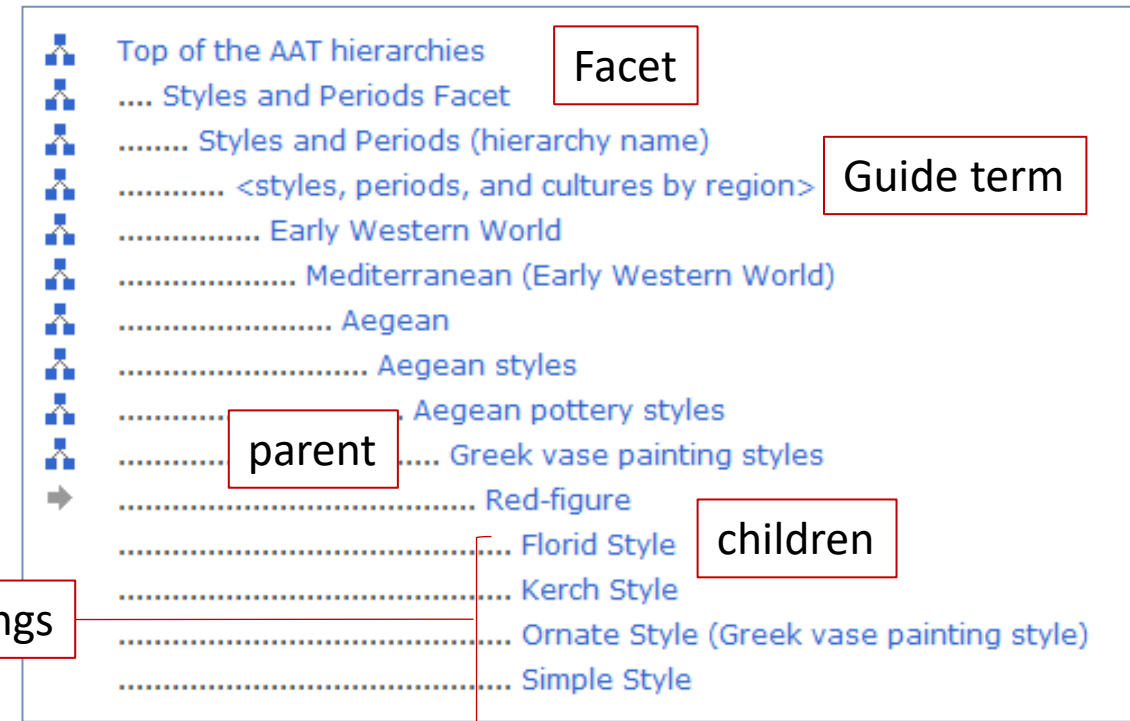 Top of the AAT hierarchies
Facet
.... Styles and Periods Facet
........ Styles and Periods (hierarchy name)
............ <styles, periods, and cultures by region>
Guide term
................ Early Western World
.................... Mediterranean (Early Western World)
........................ Aegean
............................ Aegean styles
................................ Aegean pottery styles
parent
.................................... Greek vase painting styles
........................................ Red-figure
............................................ Florid Style
children
............................................ Kerch Style
ngs
............................................ Ornate Style (Greek vase painting style)
............................................ Simple Style